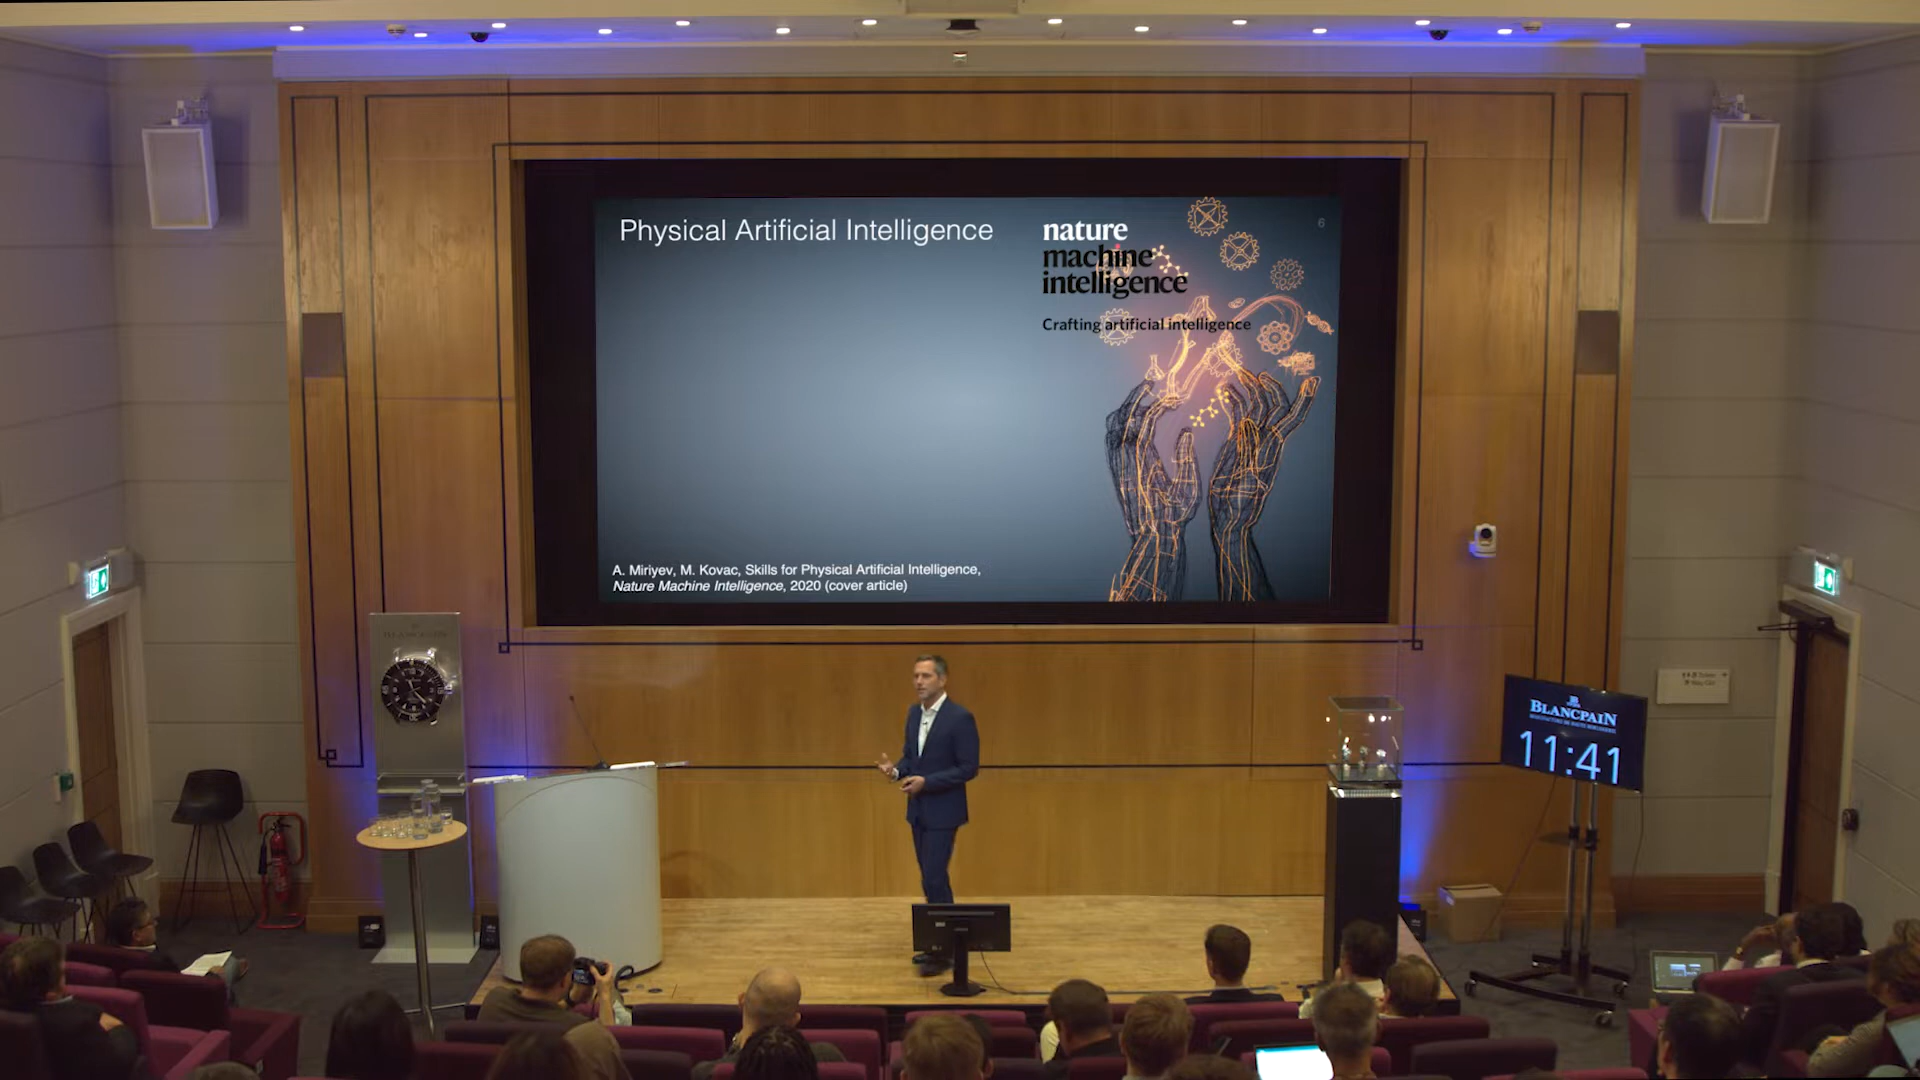 Physical Artificial Intelligence
nature
machine
intelligence
6
Crafting artificial intelligence
A. Miriyev, M. Kovac, Skills for Physical Artificial Intelligence,
Nature Machine Intelligence, 2020 (cover article)
BLANCPAIN
11:41